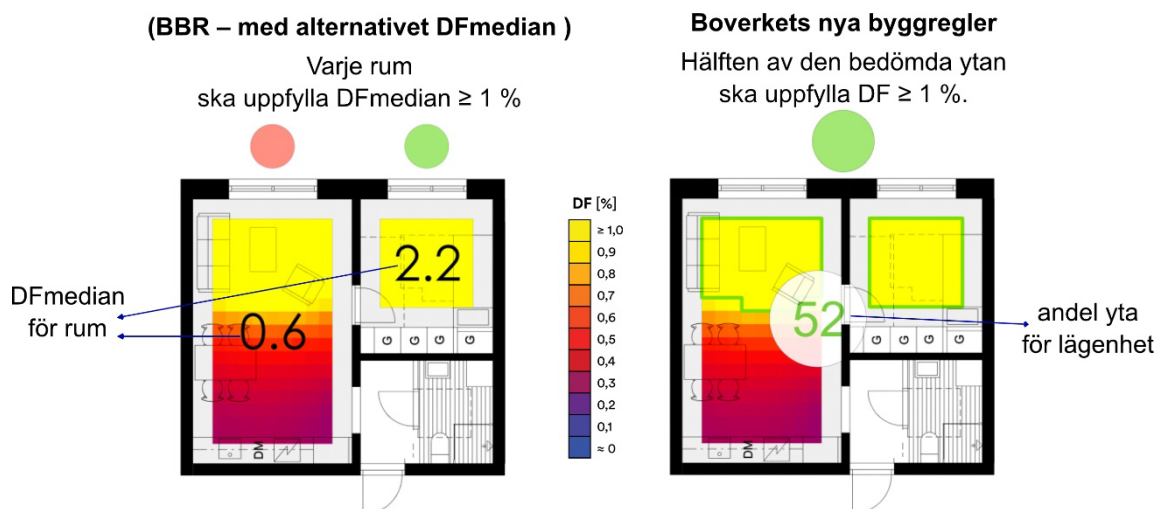 (BBR – med alternativet DFmedian )
Varje rum
ska uppfylla DFmedian ≥ 1 %
Boverkets nya byggregler
Hälften av den bedömda ytan
ska uppfylla DF ≥ 1 %.
DFmedian
för rum
2.2
0.6
G G G G
DM
DF [%]
≥ 1,0
0,9
0,8
0,7
0,6
0,5
0,4
0,3
0,2
0,1
≈ 0
52
G G G G
DM
andel yta
för lägenhet